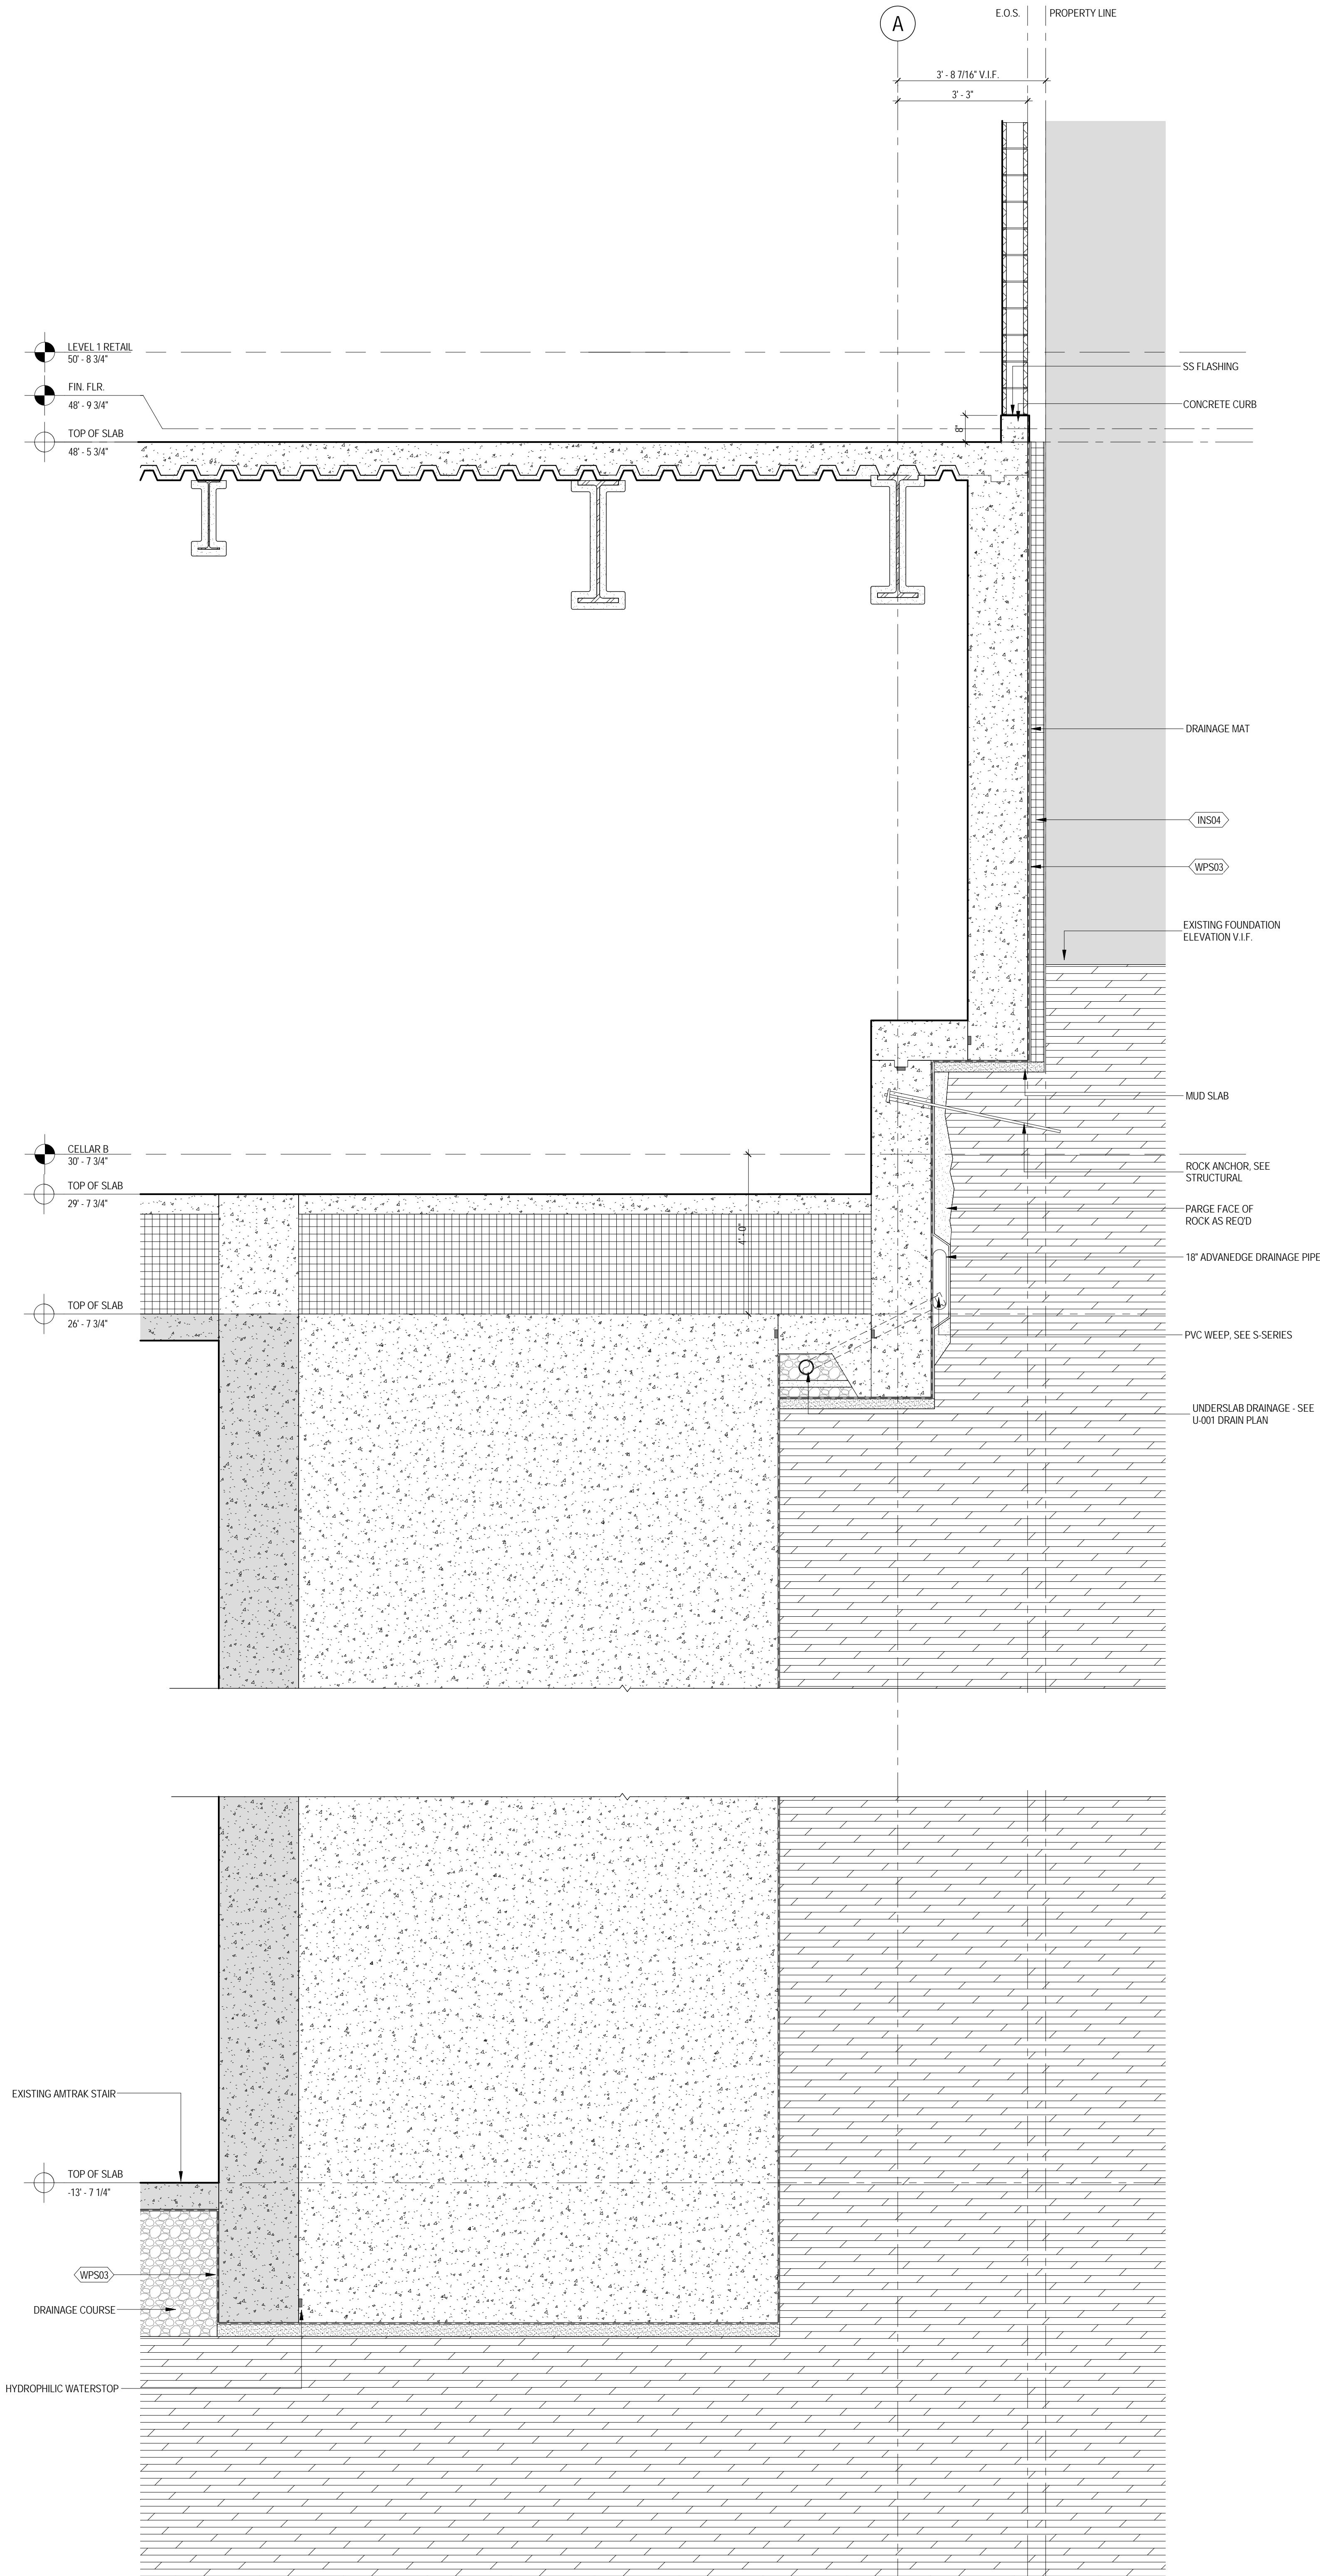 A
E.O.S.
PROPERTY LINE
3' - 8 7/16" V.I.F.
3' - 3"
LEVEL 1 RETAIL
50' - 8 3/4"
FIN. FLR.
48' - 9 3/4"
TOP OF SLAB
48' - 5 3/4"
8"
SS FLASHING
CONCRETE CURB
DRAINAGE MAT
INS04
WPS03
EXISTING FOUNDATION
ELEVATION V.I.F.
MUD SLAB
CELLAR B
30' - 7 3/4"
TOP OF SLAB
29' - 7 3/4"
4' - 0"
ROCK ANCHOR, SEE
STRUCTURAL
PARGE FACE OF
ROCK AS REQ'D
18" ADVANEDGE DRAINAGE PIPE
TOP OF SLAB
26' - 7 3/4"
PVC WEEP, SEE S-SERIES
UNDERSLAB DRAINAGE - SEE
U-001 DRAIN PLAN
EXISTING AMTRAK STAIR
TOP OF SLAB
-13' - 7 1/4"
WPS03
DRAINAGE COURSE
HYDROPHILIC WATERSTOP